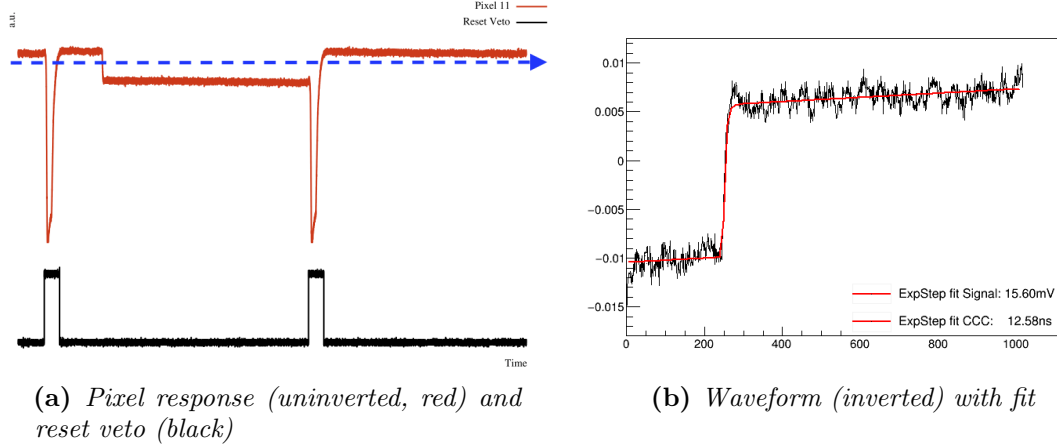 Pixel 11
Reset Veto
a.u.
Time
(a) Pixel response (uninverted, red) and
reset veto (black)
0.01
0.005
0
−0.005
−0.01
−0.015
0 200 400 600 800 1000
ExpStep fit Signal: 15.60mV
ExpStep fit CCC: 12.58ns
(b) Waveform (inverted) with fit